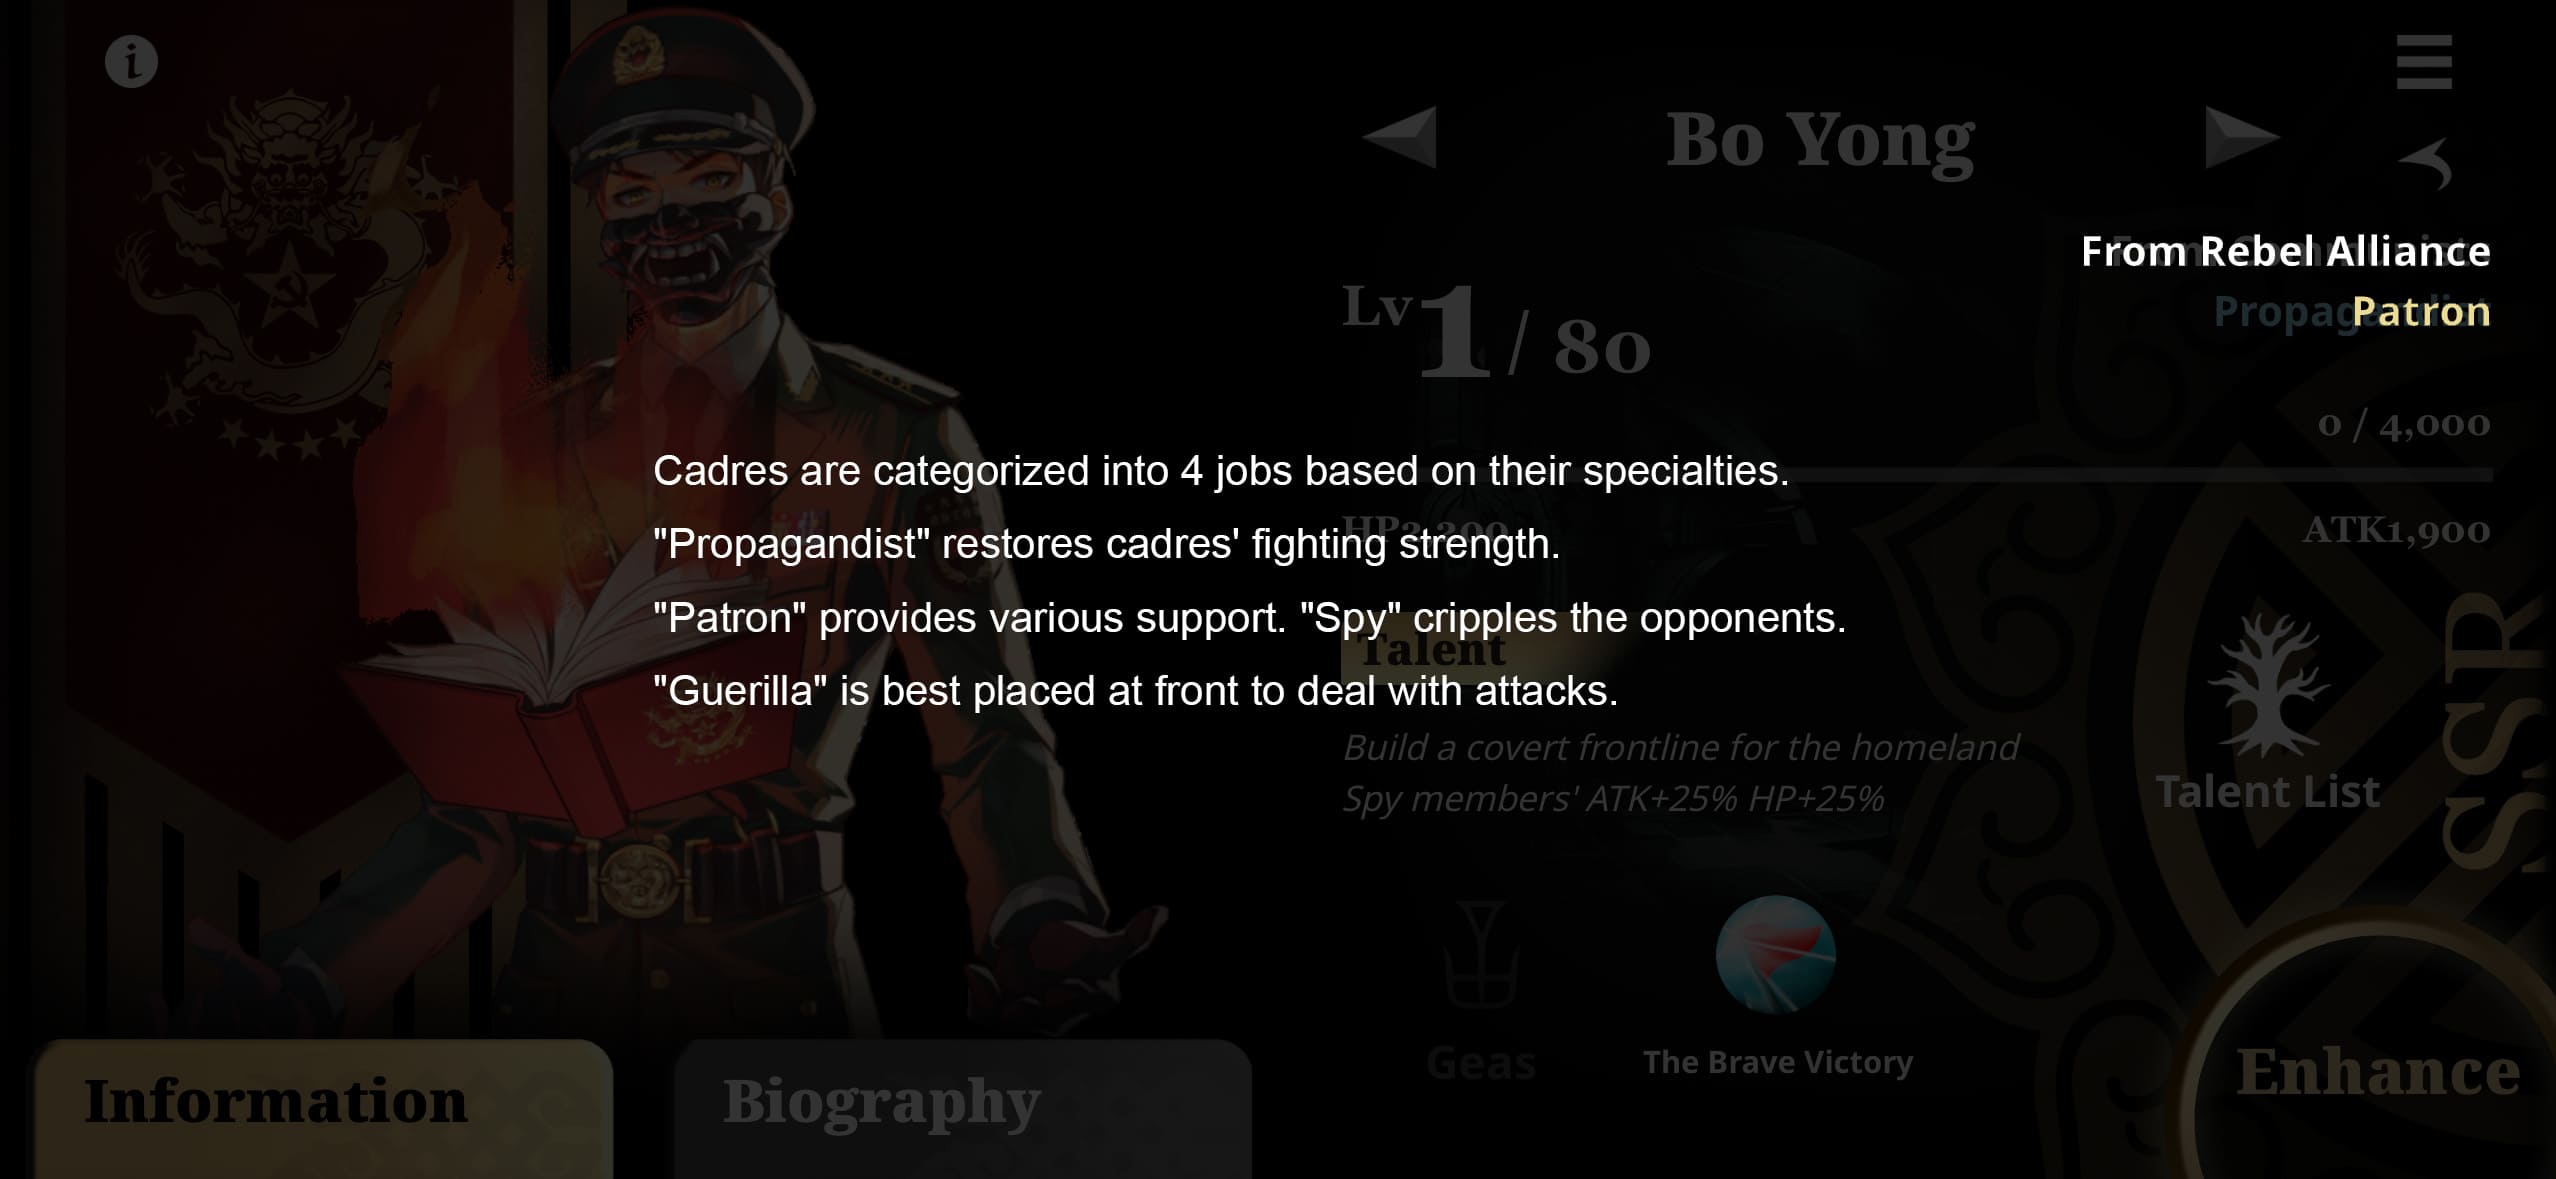 i
Bo Yong
From Rebel Alliance
Propagandist
Patron
Lv 1 / 80
0 / 4,000
Cadres are categorized into 4 jobs based on their specialties.
HP3,300 ATK1,900
"Propagandist" restores cadres' fighting strength.
"Patron" provides various support. "Spy" cripples the opponents.
Talent
"Guerilla" is best placed at front to deal with attacks.
Build a covert frontline for the homeland
Spy members' ATK+25% HP+25%
Talent List
SSR
Geas
The Brave Victory
Enhance
Information
Biography